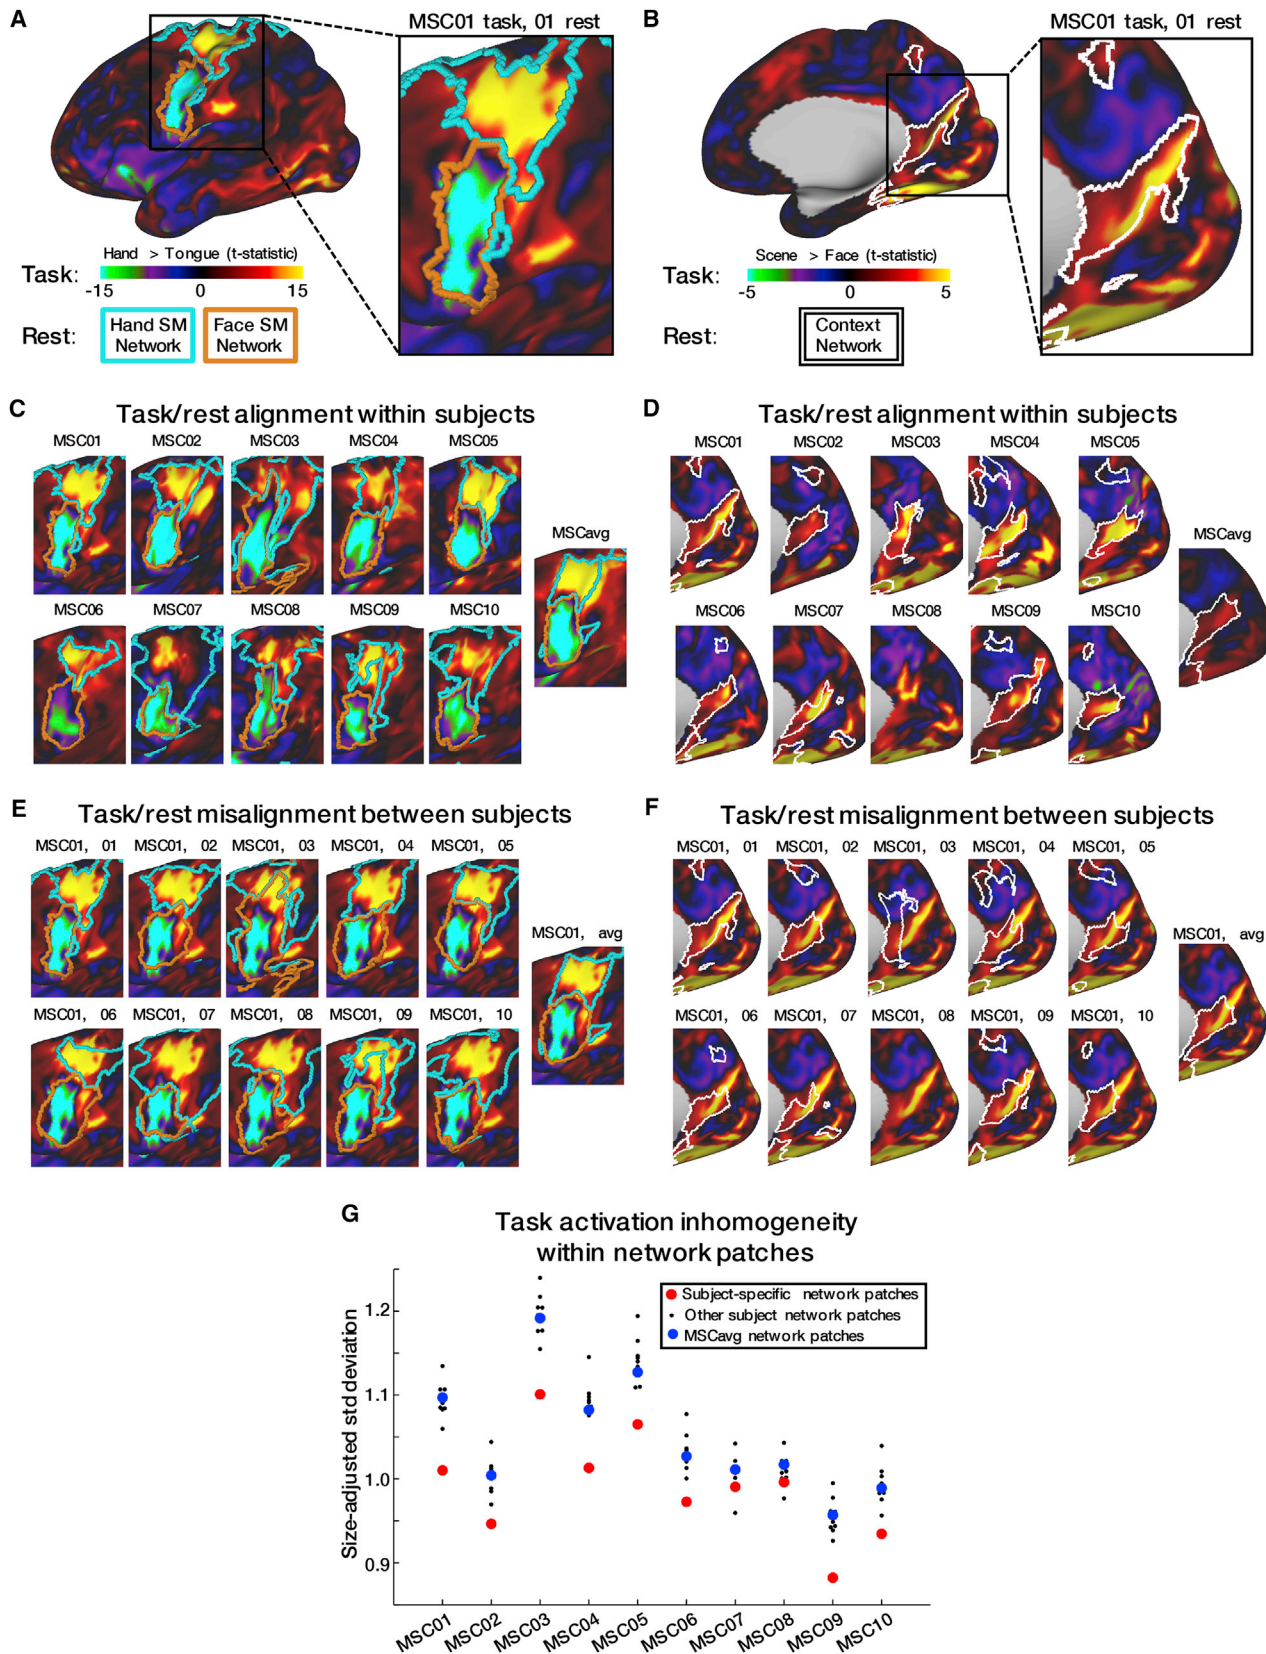 A
MSC01 task, 01 rest
Hand > Tongue (t-statistic)
Task:
-15 0 15
Rest:
Hand SM
Network
Face SM
Network
B
MSC01 task, 01 rest
Scene > Face (t-statistic)
Task:
-5 0 5
Rest:
Context
Network
C
Task/rest alignment within subjects
MSC01 MSC02 MSC03 MSC04 MSC05
MSCavg
MSC06 MSC07 MSC08 MSC09 MSC10
D
Task/rest alignment within subjects
MSC01 MSC02 MSC03 MSC04 MSC05
MSCavg
MSC06 MSC07 MSC08 MSC09 MSC10
E
Task/rest misalignment between subjects
MSC01, 01 MSC01, 02 MSC01, 03 MSC01, 04 MSC01, 05
MSC01, avg
MSC01, 06 MSC01, 07 MSC01, 08 MSC01, 09 MSC01, 10
F
Task/rest misalignment between subjects
MSC01, 01 MSC01, 02 MSC01, 03 MSC01, 04 MSC01, 05
MSC01, avg
MSC01, 06 MSC01, 07 MSC01, 08 MSC01, 09 MSC01, 10
G
Task activation inhomogeneity
within network patches
Subject-specific network patches
Other subject network patches
MSCavg network patches
Size-adjusted std deviation
1.2
1.1
1.0
0.9
MSC01 MSC02 MSC03 MSC04 MSC05 MSC06 MSC07 MSC08 MSC09 MSC10